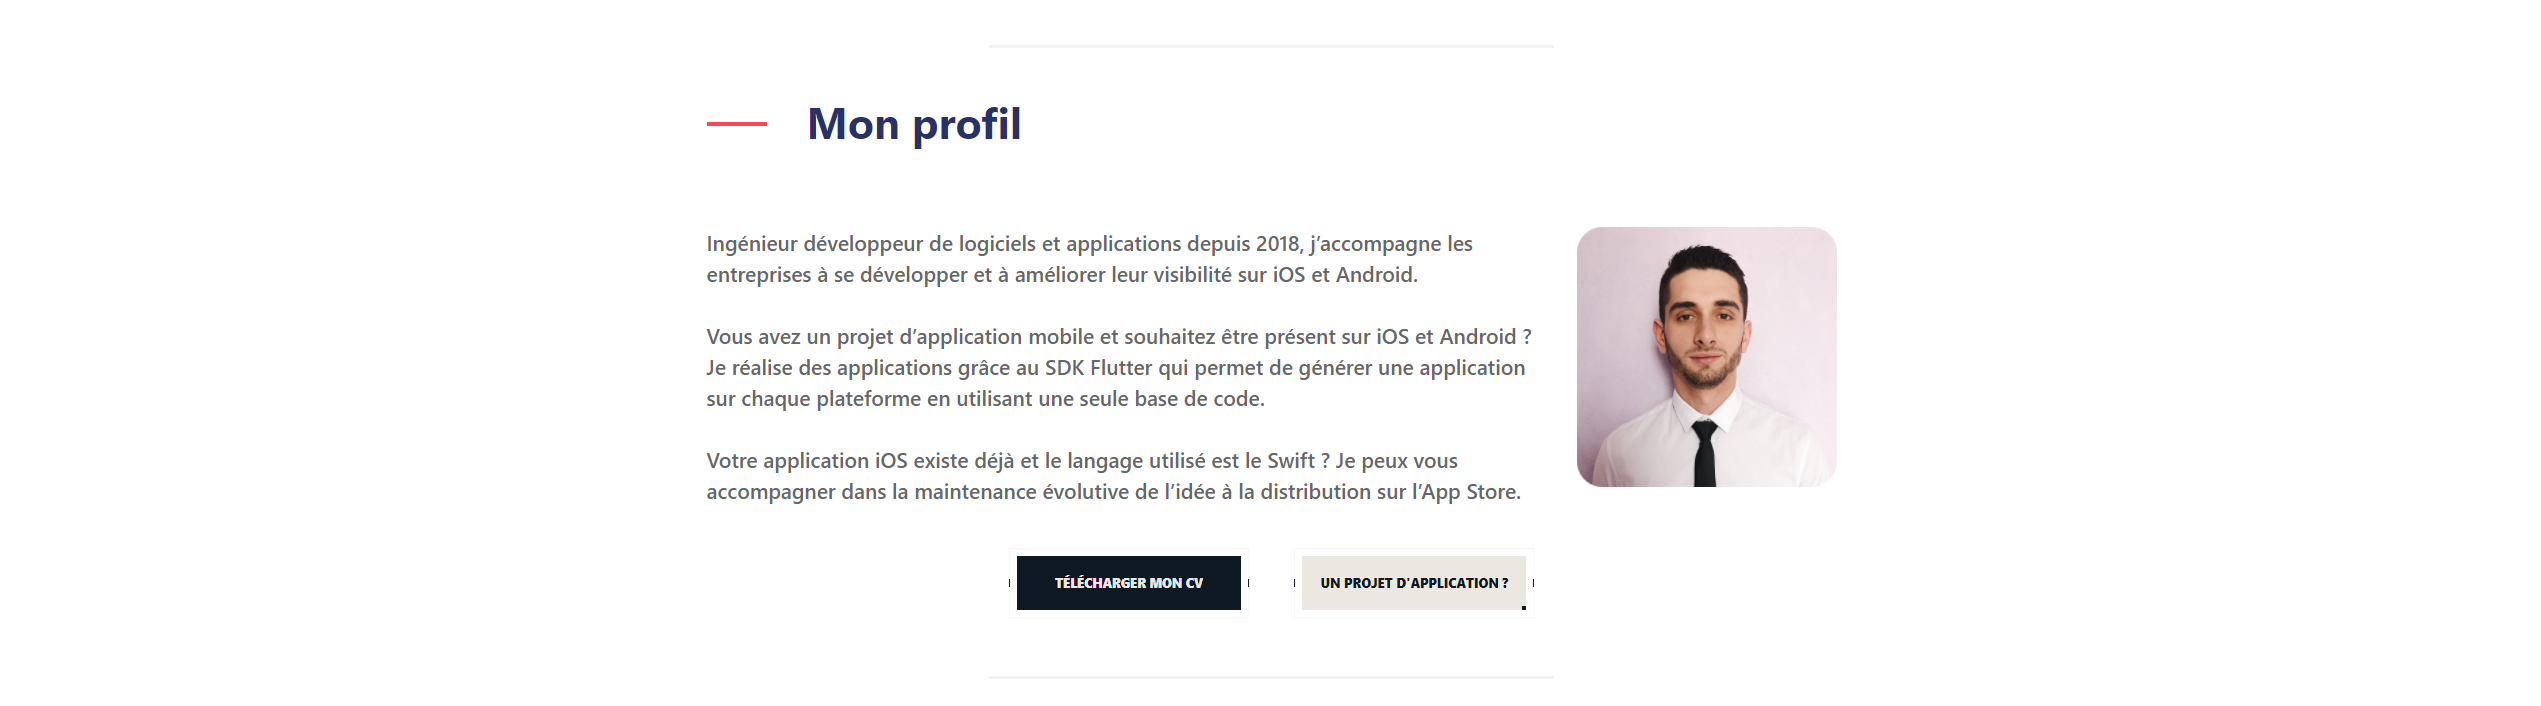 Mon profil
Ingénieur développeur de logiciels et applications depuis 2018, j’accompagne les
entreprises à se développer et à améliorer leur visibilité sur iOS et Android.
Vous avez un projet d’application mobile et souhaitez être présent sur iOS et Android ?
Je réalise des applications grâce au SDK Flutter qui permet de générer une application
sur chaque plateforme en utilisant une seule base de code.
Votre application iOS existe déjà et le langage utilisé est le Swift ? Je peux vous
accompagner dans la maintenance évolutive de l’idée à la distribution sur l’App Store.
TÉLÉCHARGER MON CV
UN PROJET D'APPLICATION ?